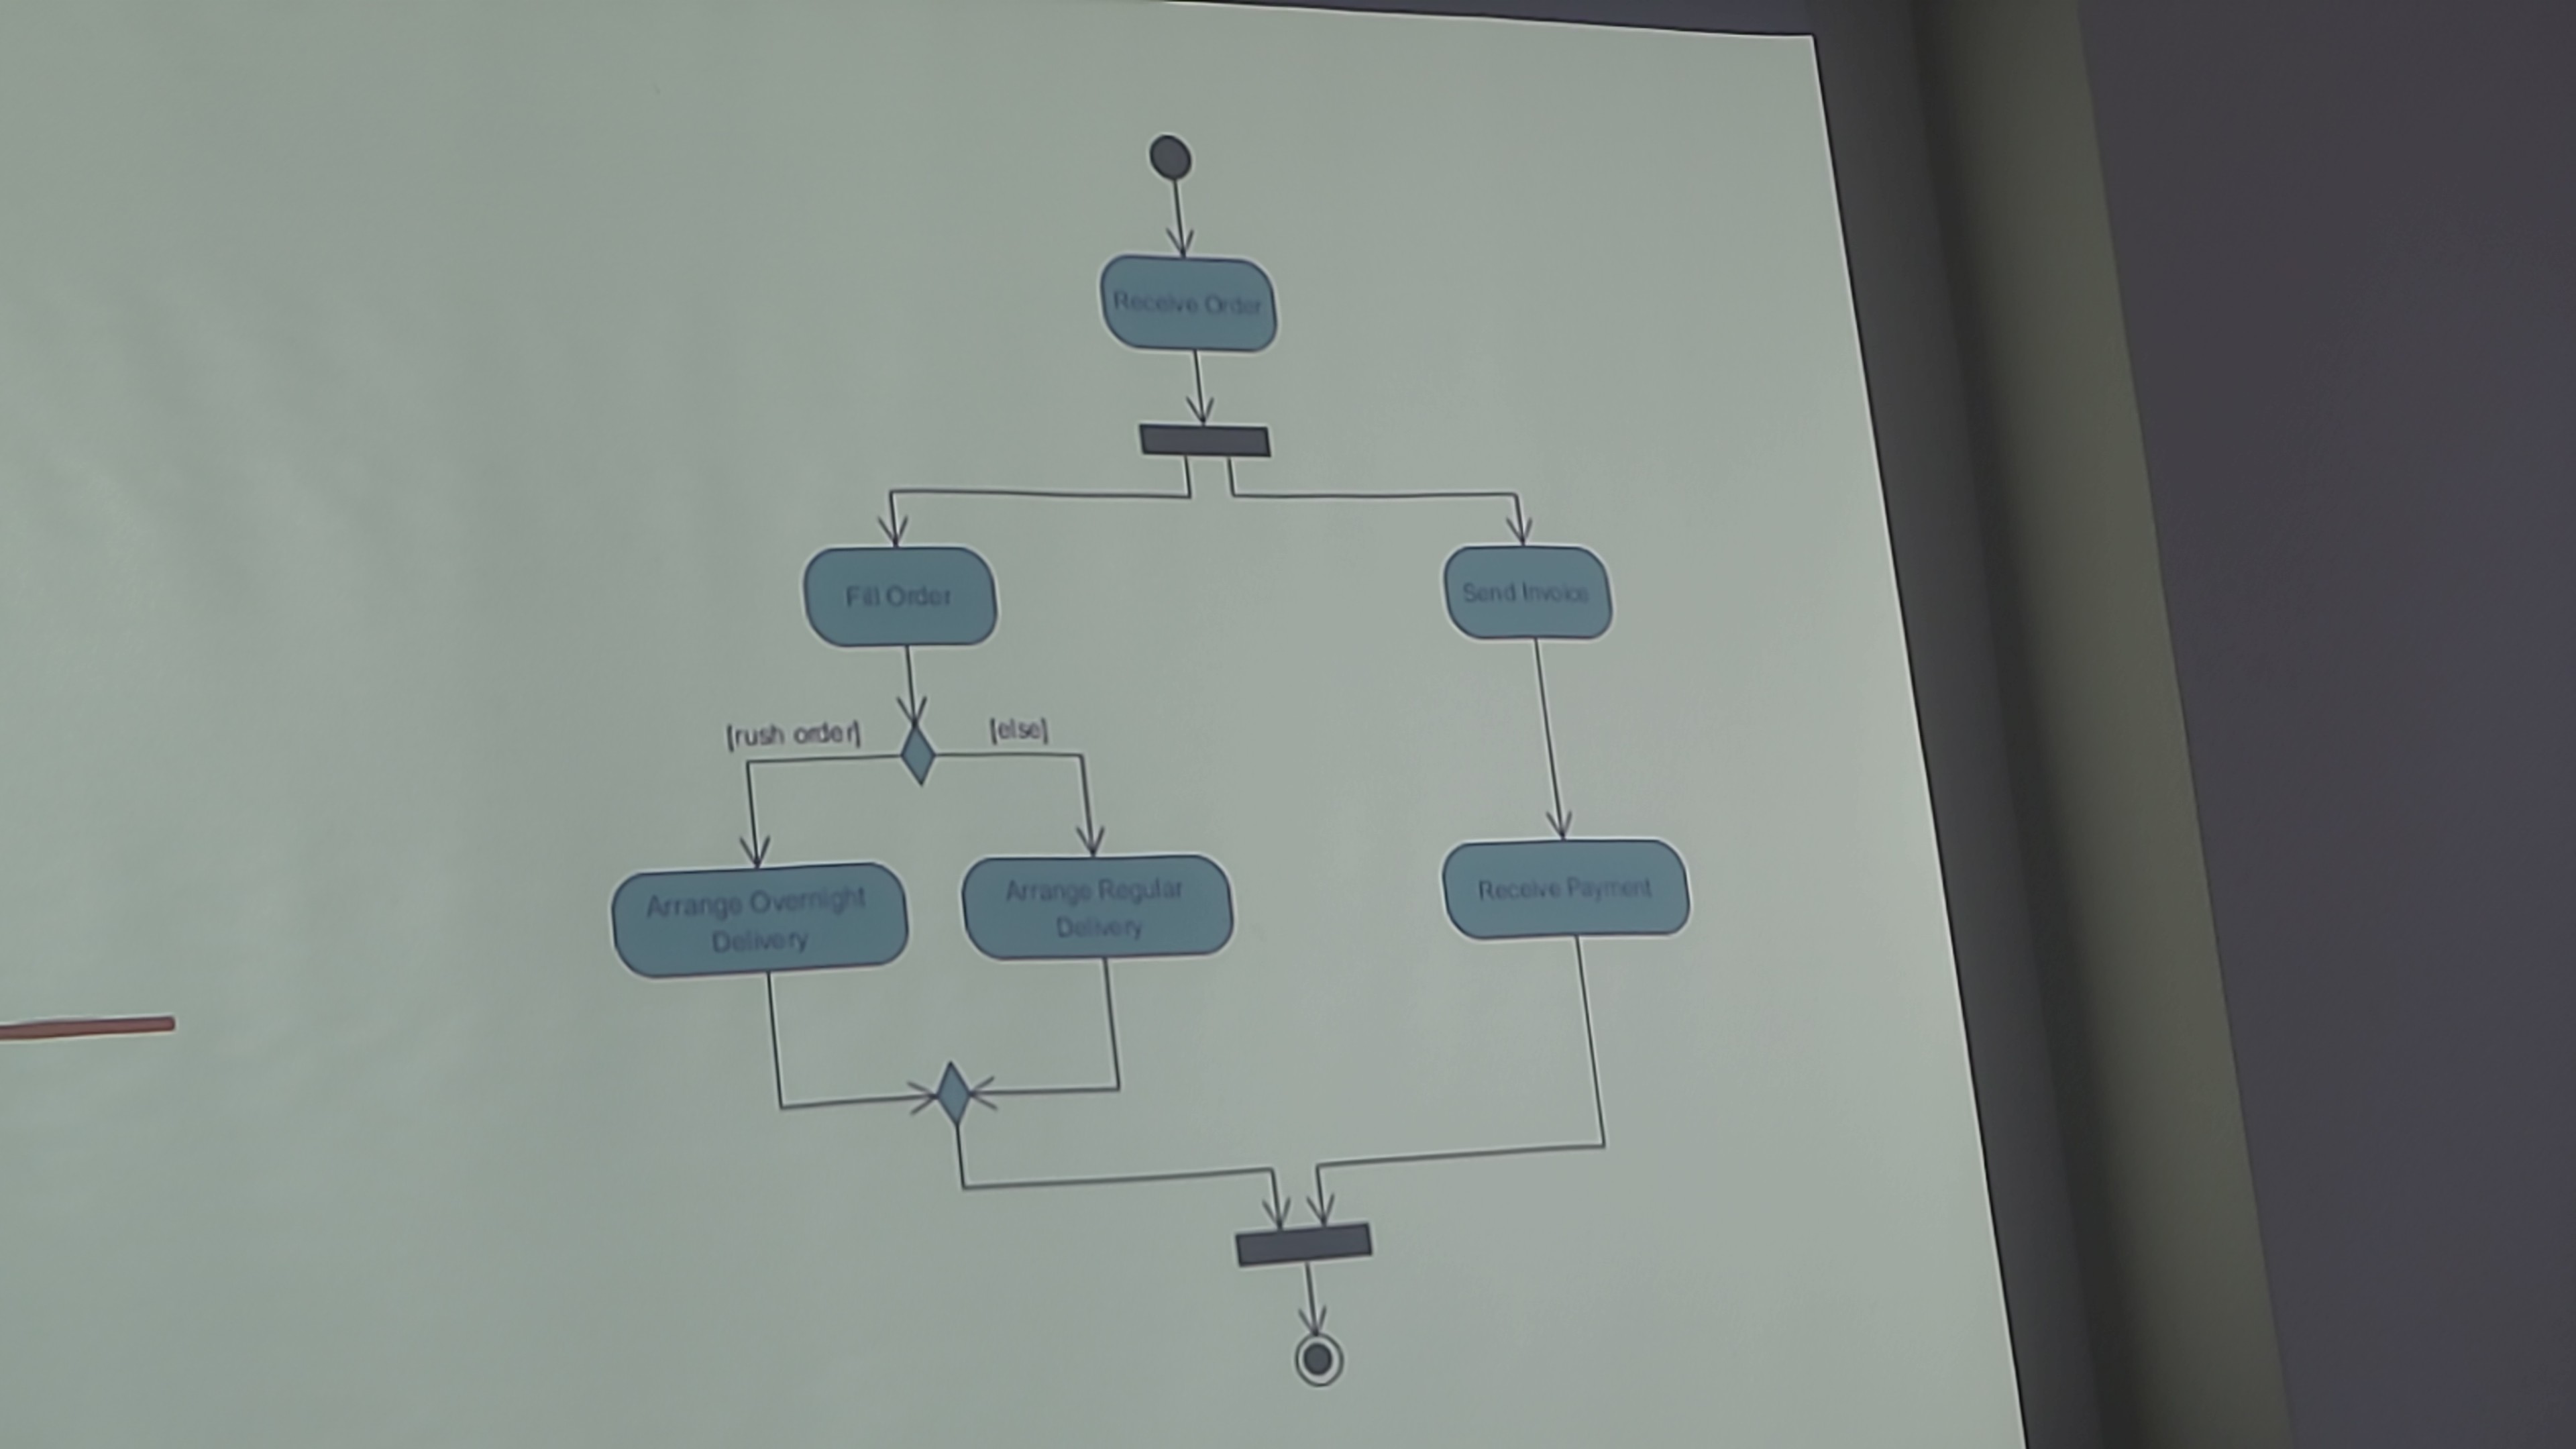 Receive Order
Fill Order
Send Invoice
[rush order]
[else]
Arrange Overnight
Delivery
Arrange Regular
Delivery
Receive Payment